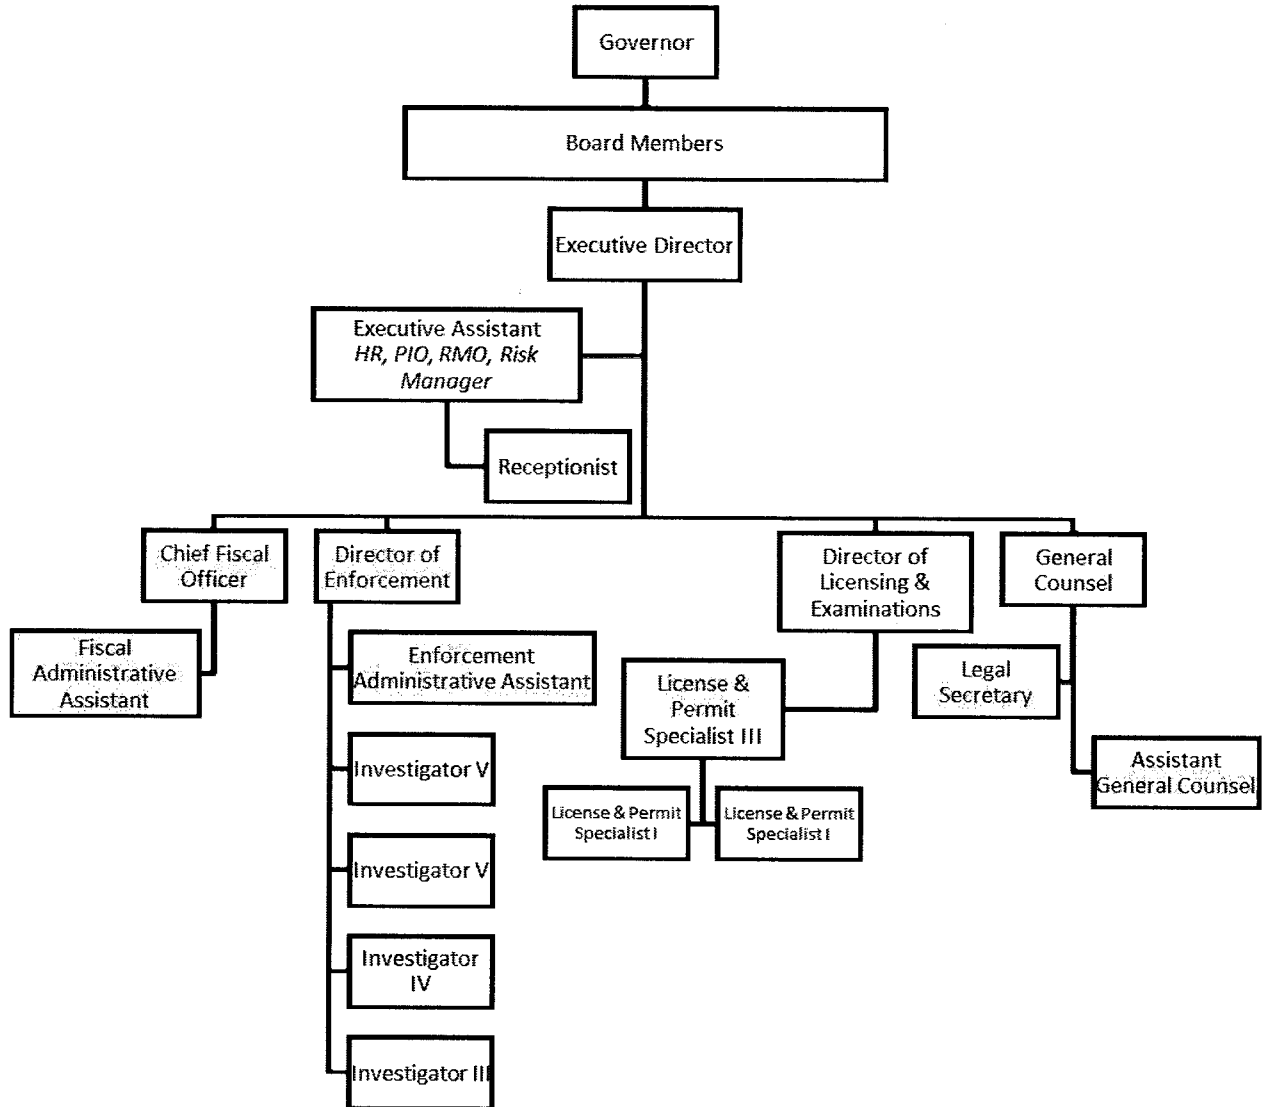 Governor
Board Members
Executive Director
Executive Assistant
HR, PIO, RMO, Risk
Manager
Receptionist
Chief Fiscal
Officer
Director of
Enforcement
Director of
Licensing &
Examinations
General
Counsel
Fiscal
Administrative
Assistant
Enforcement
Administrative Assistant
License &
Permit
Specialist III
Legal
Secretary
Investigator V
Assistant
General Counsel
License & Permit
Specialist I
License & Permit
Specialist I
Investigator V
Investigator
IV
Investigator III